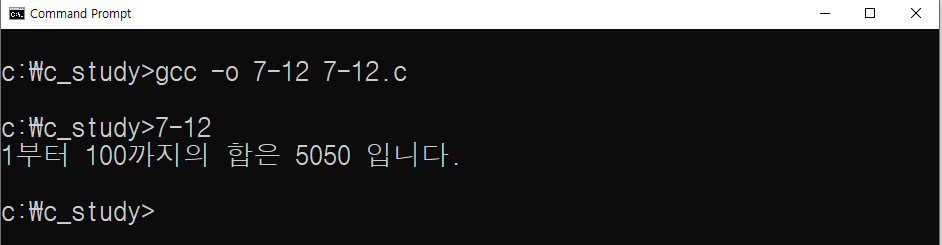 Command Prompt
c:₩c_study>gcc -o 7-12 7-12.c
c:₩c_study>7-12
1부터 100까지의 합은 5050 입니다.
c:₩c_study>